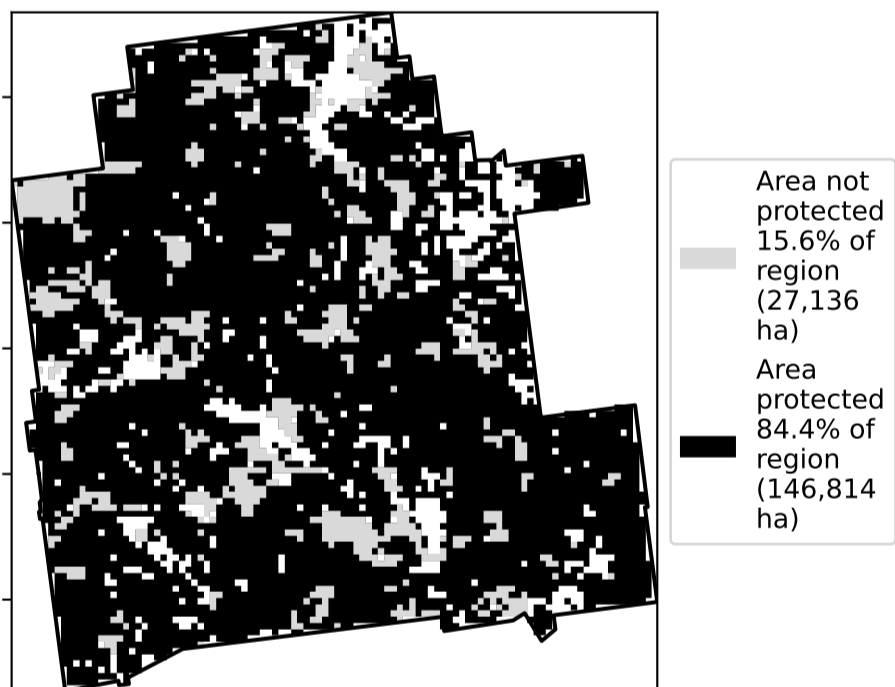 Area not
protected
15.6% of
region
(27,136
ha)
Area
protected
84.4% of
region
(146,814
ha)